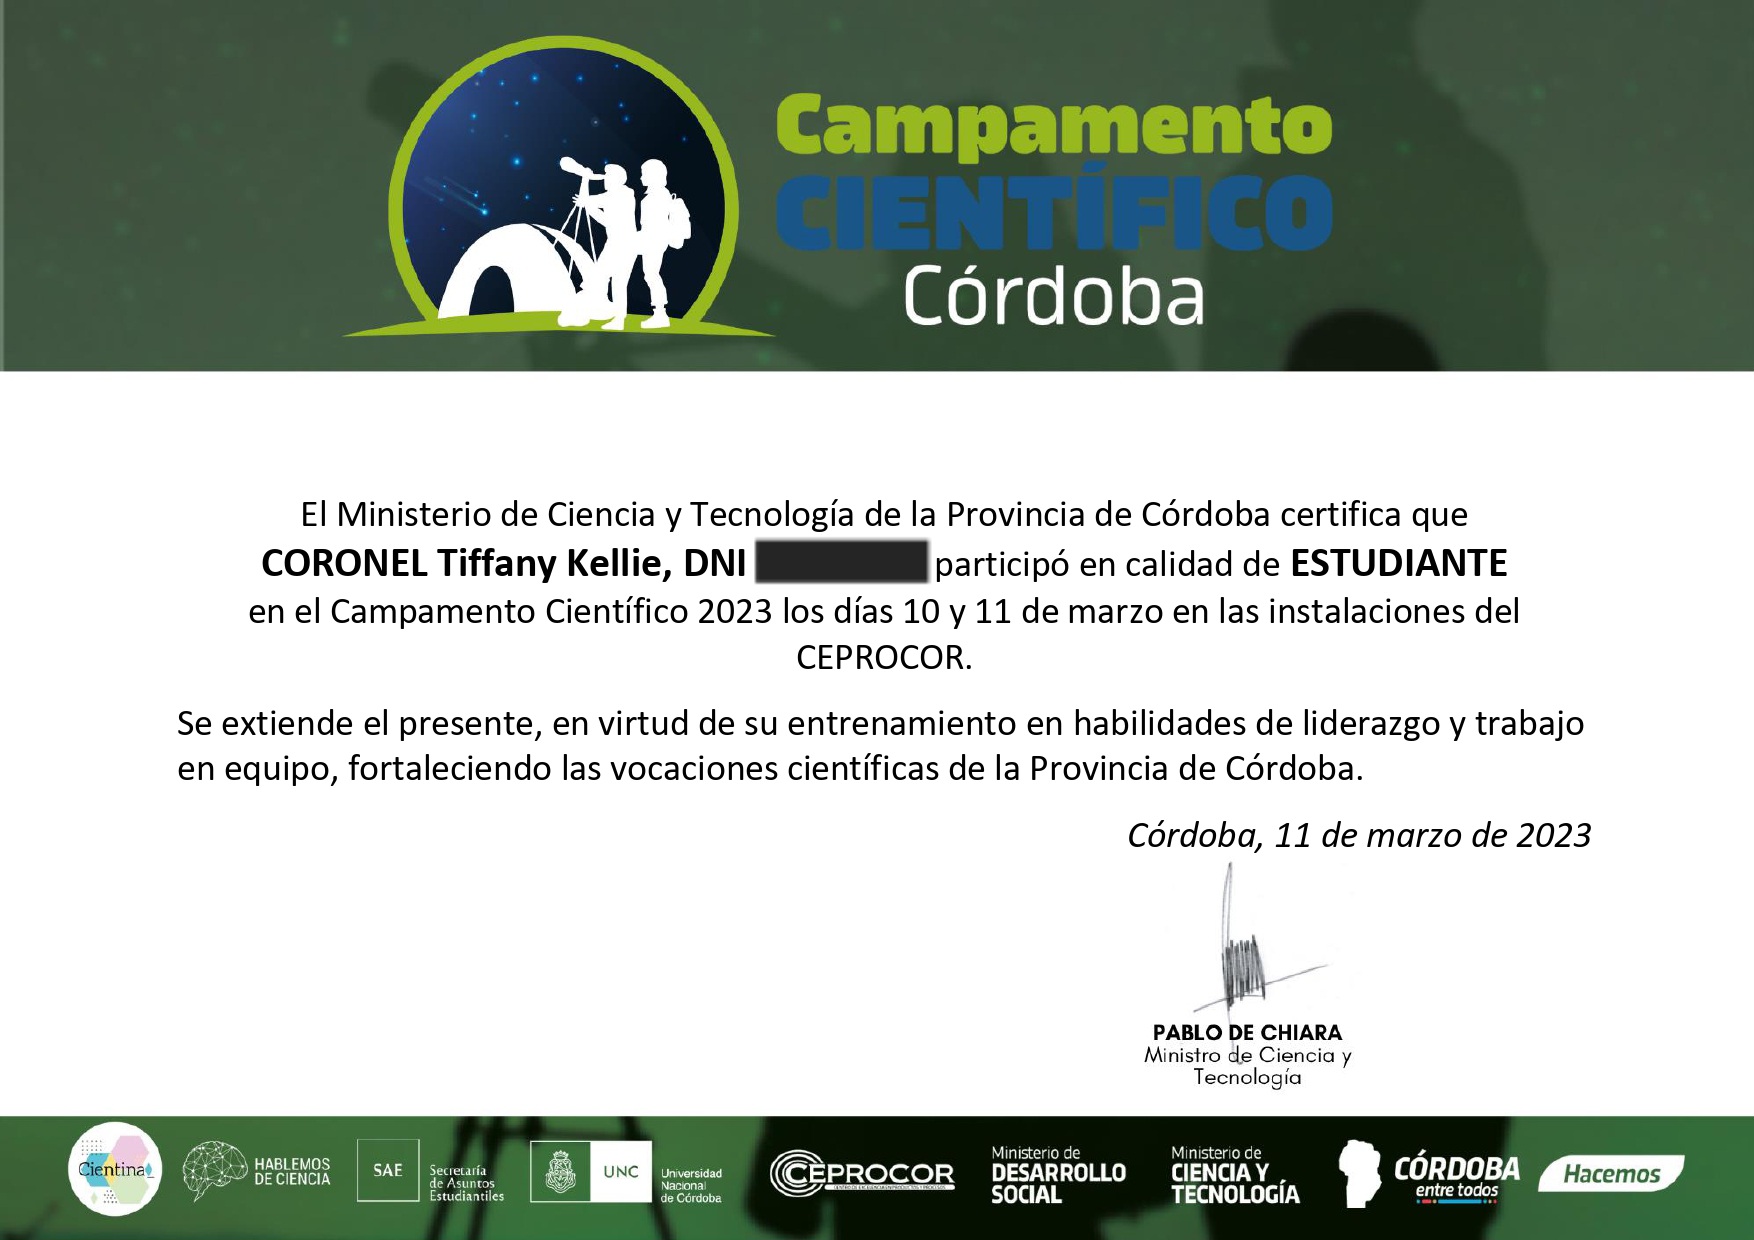 Campamento
CIENTÍFICO
Córdoba
El Ministerio de Ciencia y Tecnología de la Provincia de Córdoba certifica que
CORONEL Tiffany Kellie, DNI participó en calidad de ESTUDIANTE
en el Campamento Científico 2023 los días 10 y 11 de marzo en las instalaciones del
CEPROCOR.
Se extiende el presente, en virtud de su entrenamiento en habilidades de liderazgo y trabajo
en equipo, fortaleciendo las vocaciones científicas de la Provincia de Córdoba.
Córdoba, 11 de marzo de 2023
PABLO DE CHIARA
Ministro de Ciencia y
Tecnología
Cientina_
HABLEMOS
DE CIENCIA
SAE
Secretaría
de Asuntos
Estudiantiles
UNC
Universidad
Nacional
de Córdoba
CEPROCOR
Ministerio de
DESARROLLO
SOCIAL
Ministerio de
CIENCIA Y
TECNOLOGÍA
CÓRDOBA
entre todos
Hacemos